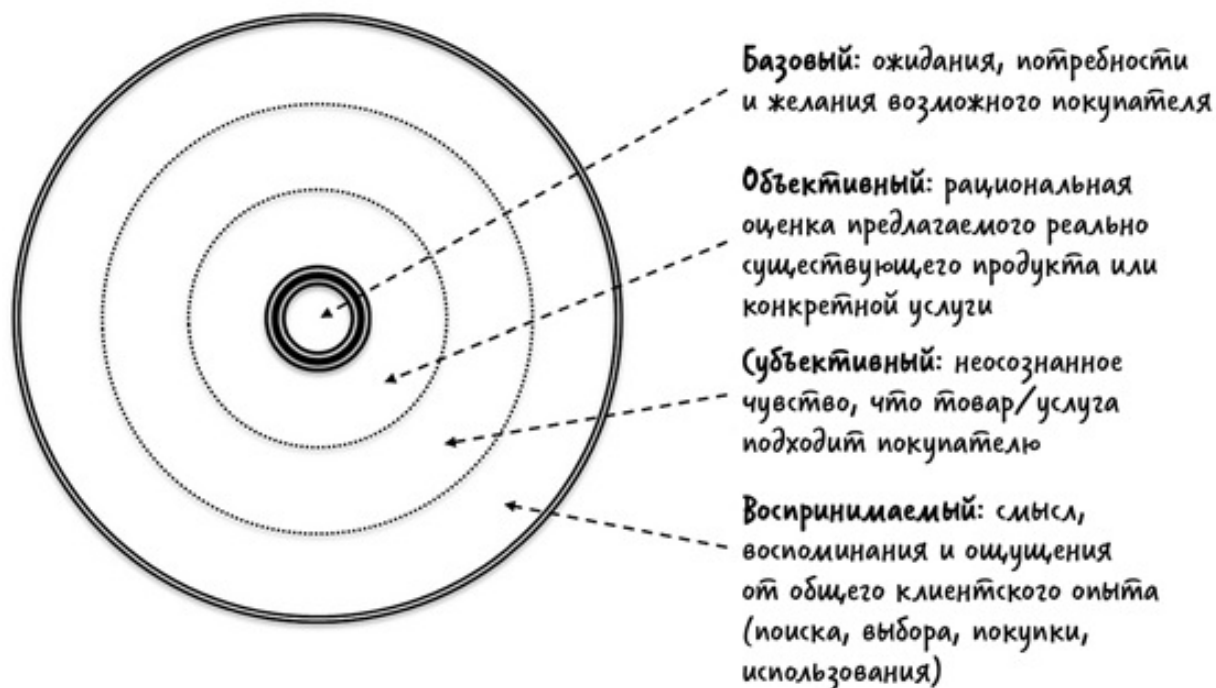 Базовый: ожидания, потребности
и желания возможного покупателя
Объективный: рациональная
оценка предлагаемого реально
существующего продукта или
конкретной услуги
Субъективный: неосознанное
чувство, что товар/услуга
подходит покупателю
Воспринимаемый: смысл,
воспоминания и ощущения
от общего клиентского опыта
(поиска, выбора, покупки,
использования)